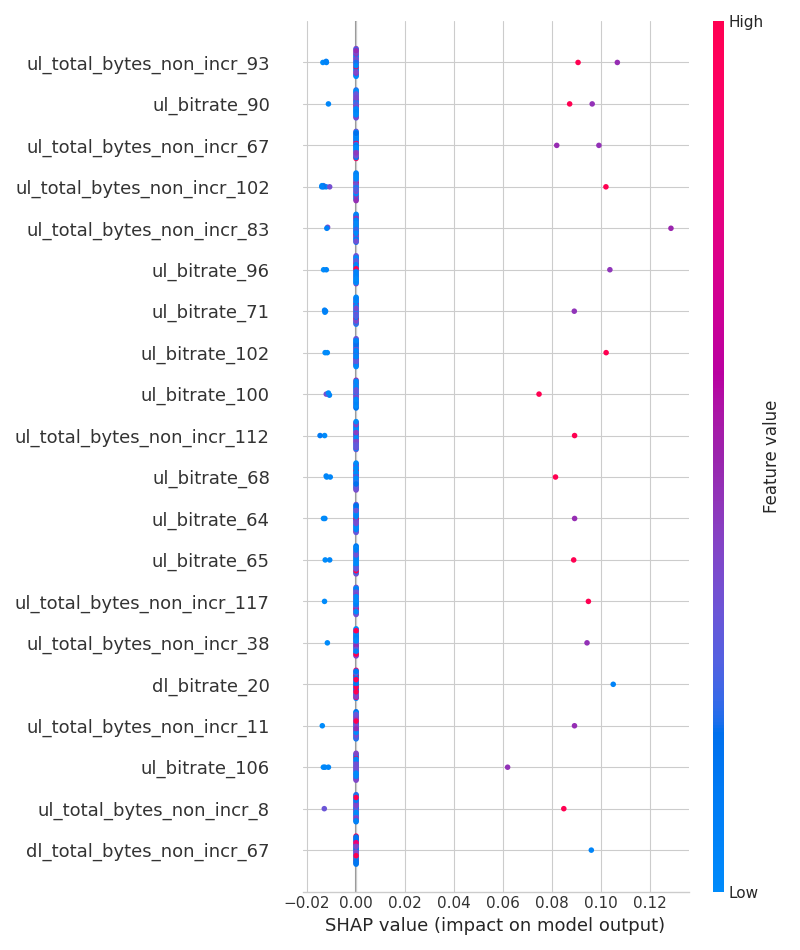 High
ul_total_bytes_non_incr_93
ul_bitrate_90
ul_total_bytes_non_incr_67
ul_total_bytes_non_incr_102
ul_total_bytes_non_incr_83
ul_bitrate_96
ul_bitrate_71
ul_bitrate_102
ul_bitrate_100
ul_total_bytes_non_incr_112
ul_bitrate_68
ul_bitrate_64
ul_bitrate_65
ul_total_bytes_non_incr_117
ul_total_bytes_non_incr_38
dl_bitrate_20
ul_total_bytes_non_incr_11
ul_bitrate_106
ul_total_bytes_non_incr_8
dl_total_bytes_non_incr_67
Feature value
Low
−0.02 0.00 0.02 0.04 0.06 0.08 0.10 0.12
SHAP value (impact on model output)